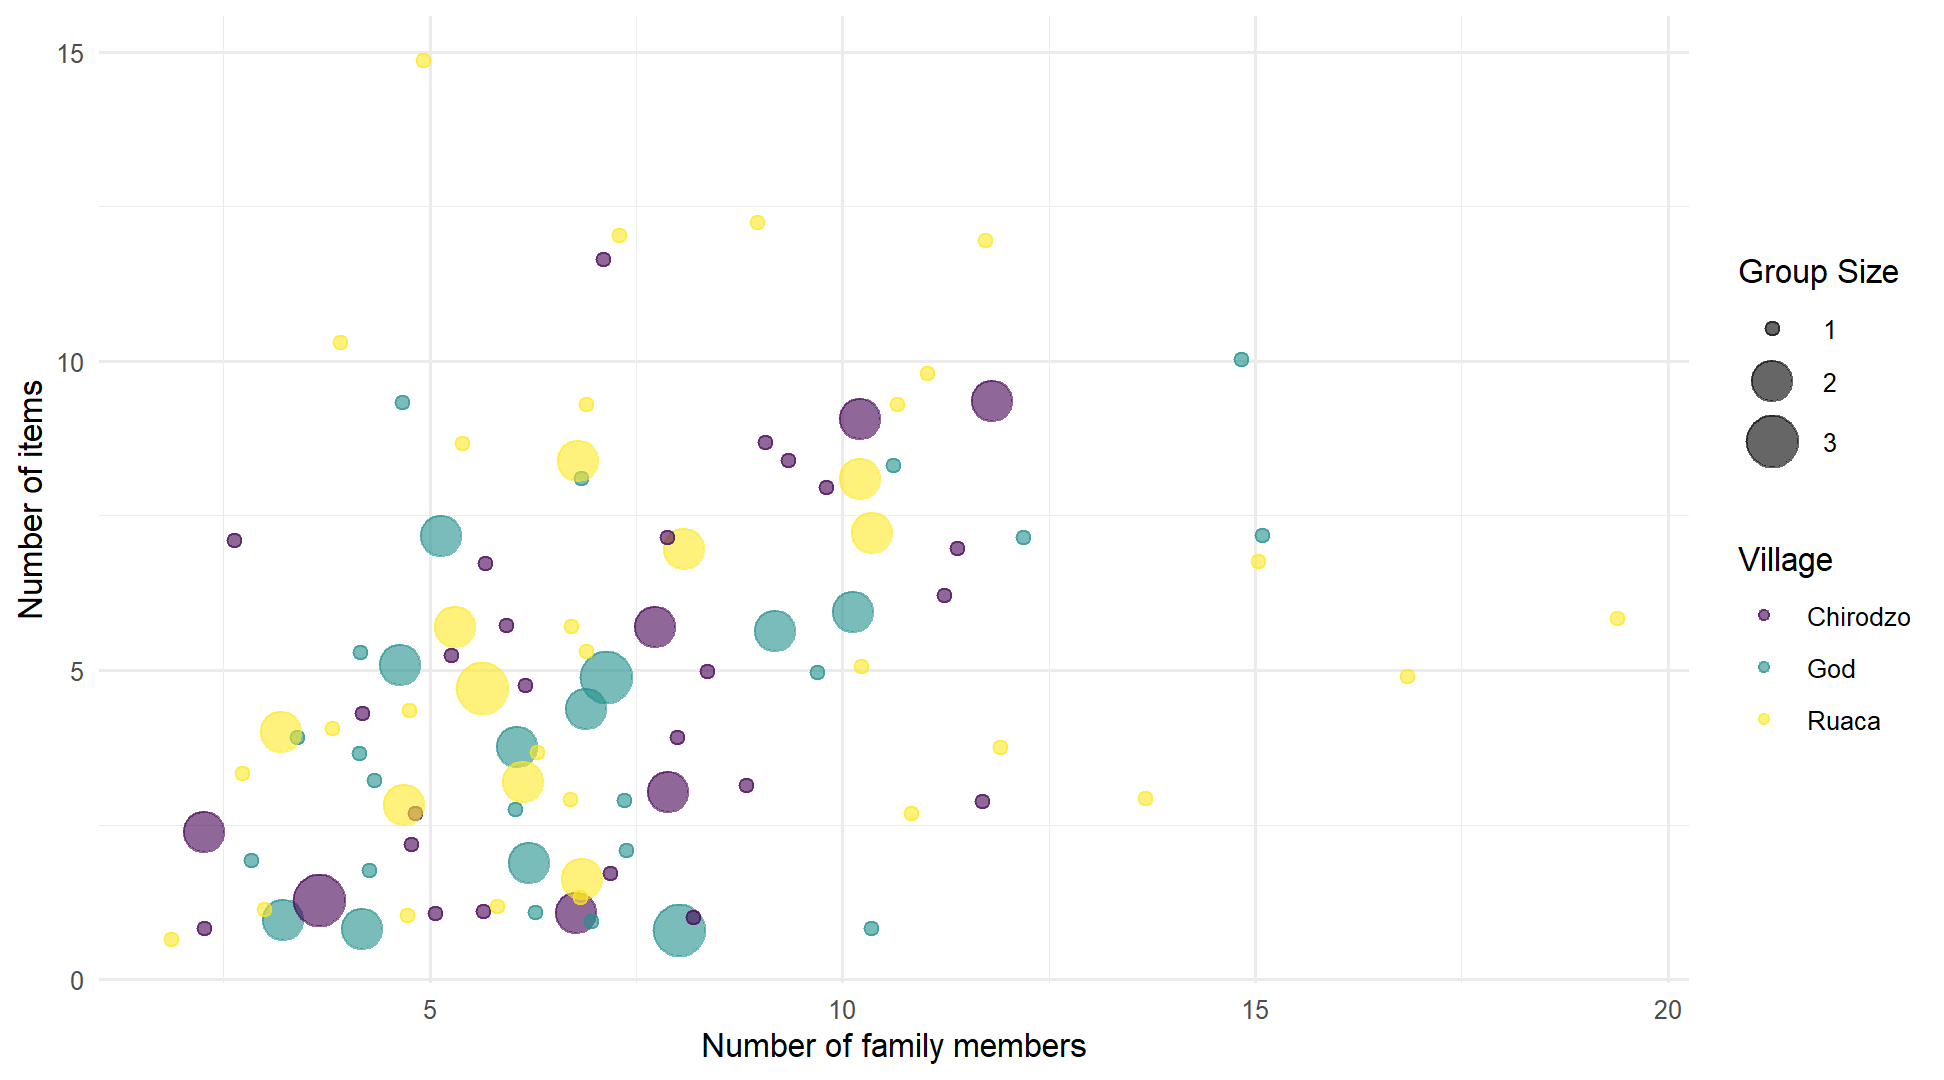 15
10
5
0
5
10
15
20
Number of items
Number of family members
Group Size
1
2
3
Village
Chirodzo
God
Ruaca